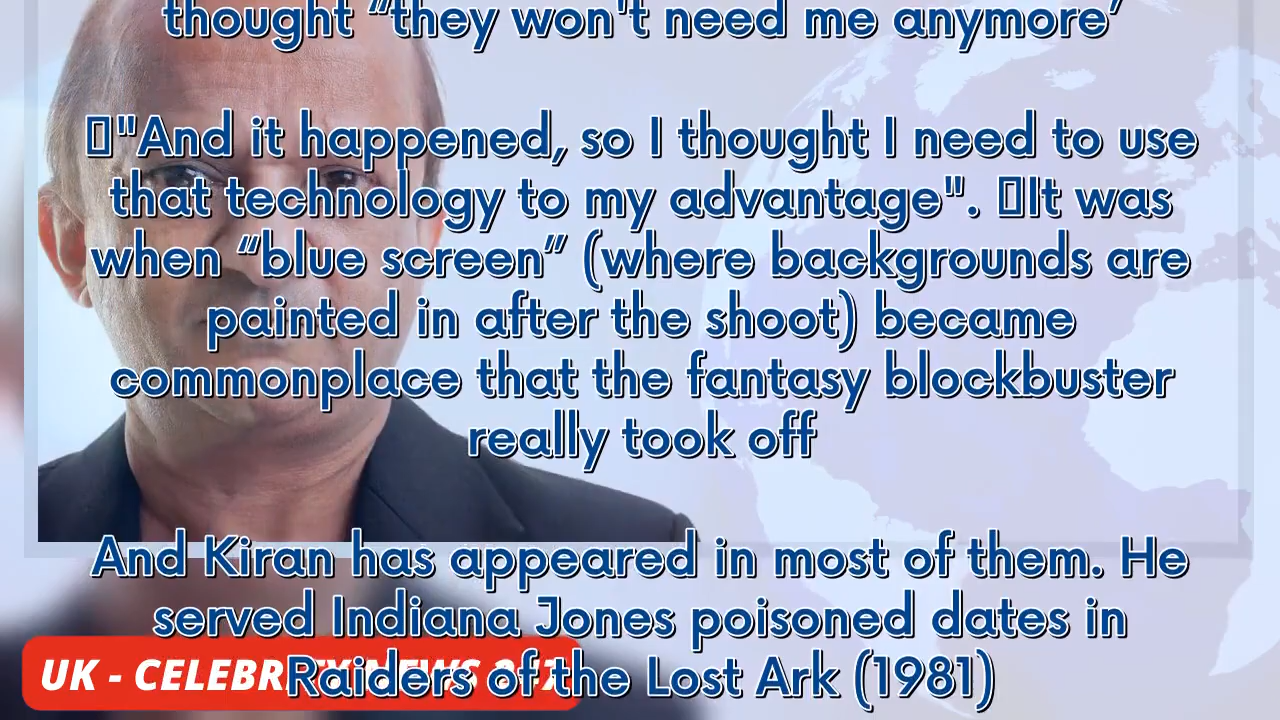 thought “they won't need me anymore’
"And it happened, so I thought I need to use
that technology to my advantage". It was
when “blue screen” (where backgrounds are
painted in after the shoot) became
commonplace that the fantasy blockbuster
really took off
And Kiran has appeared in most of them. He
served Indiana Jones poisoned dates in
Raiders of the Lost Ark (1981)
UK - NEWS